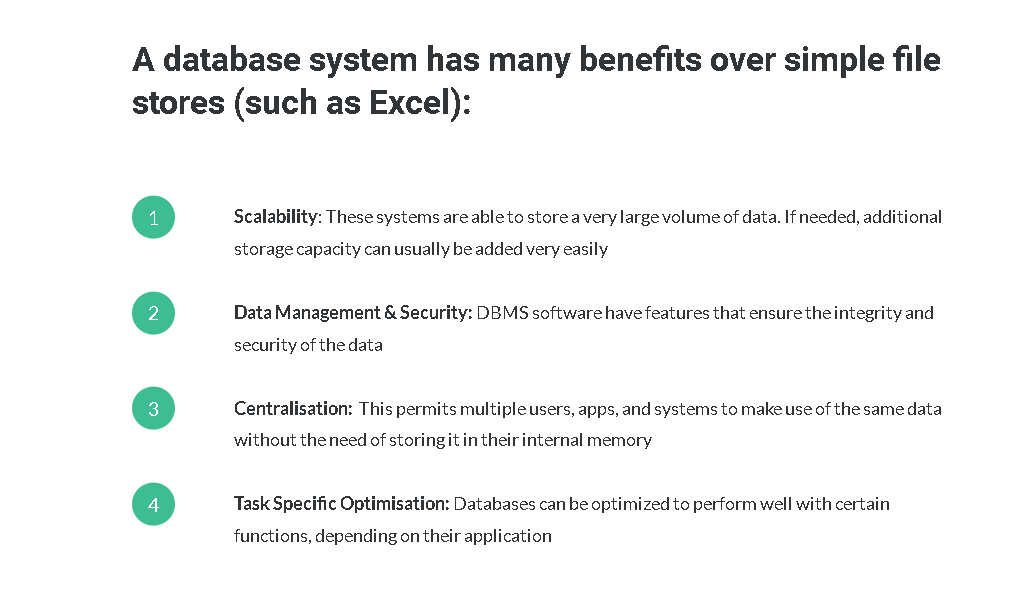 A database system has many benefits over simple file
stores (such as Excel):
1
Scalability: These systems are able to store a very large volume of data. If needed, additional
storage capacity can usually be added very easily
2
Data Management & Security: DBMS software have features that ensure the integrity and
security of the data
3
Centralisation: This permits multiple users, apps, and systems to make use of the same data
without the need of storing it in their internal memory
4
Task Specific Optimisation: Databases can be optimized to perform well with certain
functions, depending on their application